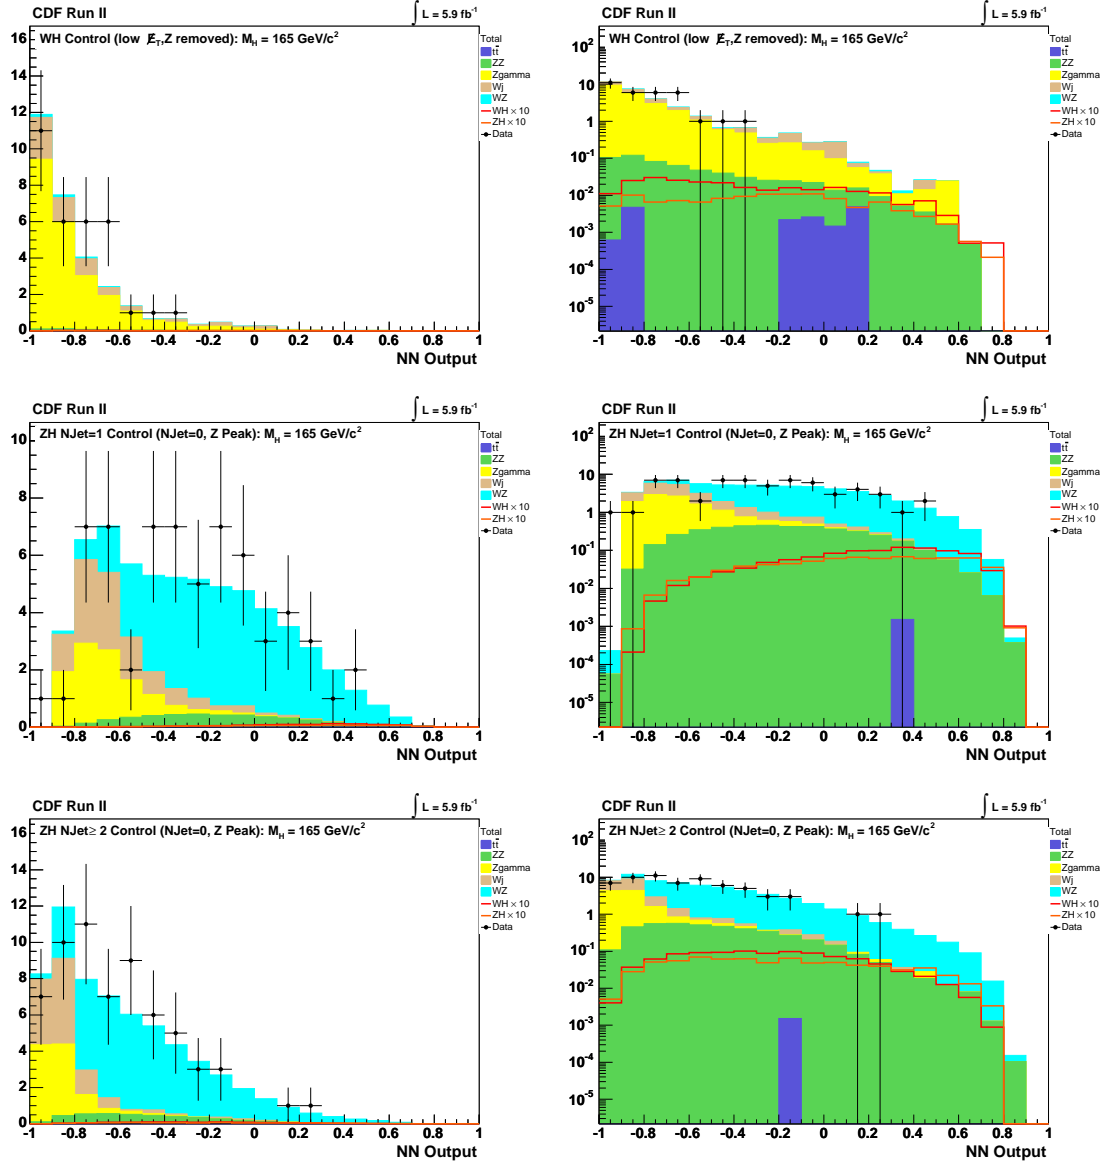 CDF Run II ∫ L = 5.9 fb⁻¹
WH Control (low E̸_T,Z removed): M_H = 165 GeV/c²
16
14
12
10
8
6
4
2
0
-1 -0.8 -0.6 -0.4 -0.2 0 0.2 0.4 0.6 0.8 1
NN Output
Total
tt̄
ZZ
Zgamma
Wj
WZ
WH × 10
ZH × 10
Data
CDF Run II ∫ L = 5.9 fb⁻¹
WH Control (low E̸_T,Z removed): M_H = 165 GeV/c²
10²
10
1
10⁻¹
10⁻²
10⁻³
10⁻⁴
10⁻⁵
-1 -0.8 -0.6 -0.4 -0.2 0 0.2 0.4 0.6 0.8 1
NN Output
Total
tt̄
ZZ
Zgamma
Wj
WZ
WH × 10
ZH × 10
Data
CDF Run II ∫ L = 5.9 fb⁻¹
ZH NJet=1 Control (NJet=0, Z Peak): M_H = 165 GeV/c²
10
8
6
4
2
0
-1 -0.8 -0.6 -0.4 -0.2 0 0.2 0.4 0.6 0.8 1
NN Output
Total
tt̄
ZZ
Zgamma
Wj
WZ
WH × 10
ZH × 10
Data
CDF Run II ∫ L = 5.9 fb⁻¹
ZH NJet=1 Control (NJet=0, Z Peak): M_H = 165 GeV/c²
10²
10
1
10⁻¹
10⁻²
10⁻³
10⁻⁴
10⁻⁵
-1 -0.8 -0.6 -0.4 -0.2 0 0.2 0.4 0.6 0.8 1
NN Output
Total
tt̄
ZZ
Zgamma
Wj
WZ
WH × 10
ZH × 10
Data
CDF Run II ∫ L = 5.9 fb⁻¹
ZH NJet≥ 2 Control (NJet=0, Z Peak): M_H = 165 GeV/c²
16
14
12
10
8
6
4
2
0
-1 -0.8 -0.6 -0.4 -0.2 0 0.2 0.4 0.6 0.8 1
NN Output
Total
tt̄
ZZ
Zgamma
Wj
WZ
WH × 10
ZH × 10
Data
CDF Run II ∫ L = 5.9 fb⁻¹
ZH NJet≥ 2 Control (NJet=0, Z Peak): M_H = 165 GeV/c²
10²
10
1
10⁻¹
10⁻²
10⁻³
10⁻⁴
10⁻⁵
-1 -0.8 -0.6 -0.4 -0.2 0 0.2 0.4 0.6 0.8 1
NN Output
Total
tt̄
ZZ
Zgamma
Wj
WZ
WH × 10
ZH × 10
Data